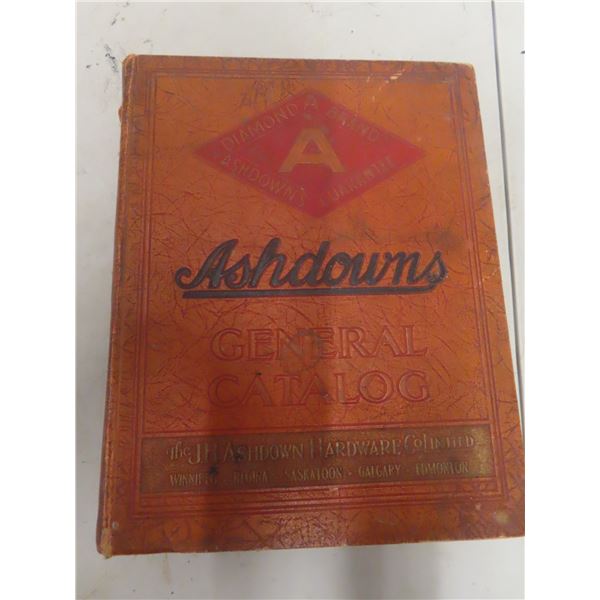 DIAMOND A BRAND
A
ASHDOWN'S GUARANTEE
Ashdowns
GENERAL
CATALOG
The J.H. ASHDOWN HARDWARE CO. LIMITED
WINNIPEG · REGINA · SASKATOON · CALGARY · EDMONTON